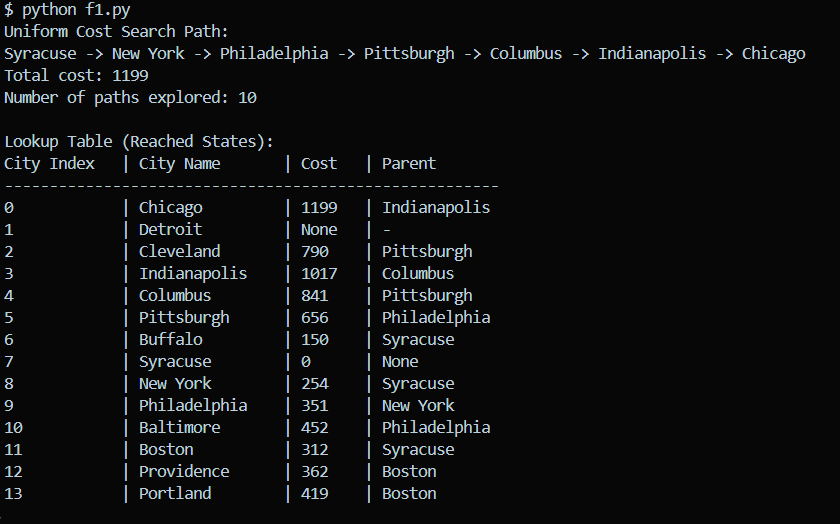 $ python f1.py
Uniform Cost Search Path:
Syracuse -> New York -> Philadelphia -> Pittsburgh -> Columbus -> Indianapolis -> Chicago
Total cost: 1199
Number of paths explored: 10

Lookup Table (Reached States):
City Index   | City Name       | Cost   | Parent
-------------------------------------------------------
0            | Chicago         | 1199   | Indianapolis
1            | Detroit         | None   | -
2            | Cleveland       | 790    | Pittsburgh
3            | Indianapolis    | 1017   | Columbus
4            | Columbus        | 841    | Pittsburgh
5            | Pittsburgh      | 656    | Philadelphia
6            | Buffalo         | 150    | Syracuse
7            | Syracuse        | 0      | None
8            | New York        | 254    | Syracuse
9            | Philadelphia    | 351    | New York
10           | Baltimore       | 452    | Philadelphia
11           | Boston          | 312    | Syracuse
12           | Providence      | 362    | Boston
13           | Portland        | 419    | Boston